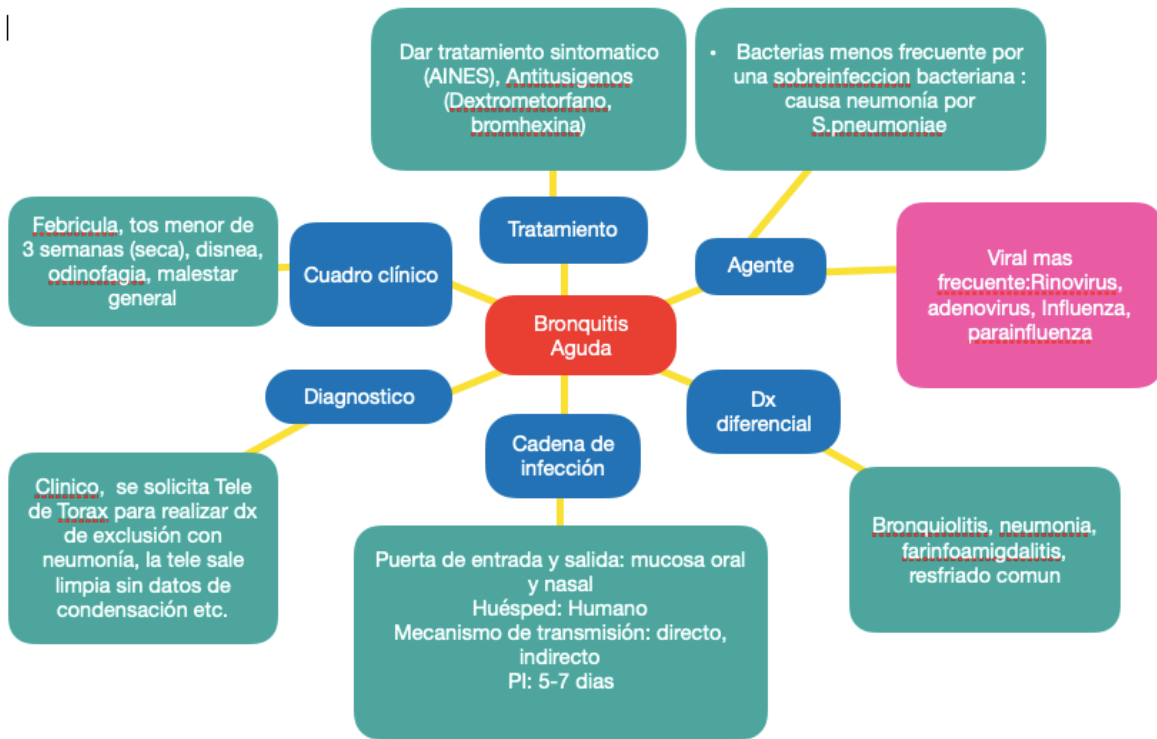 Dar tratamiento sintomatico
(AINES), Antitusigenos
(Dextrometorfano,
bromhexina)
• Bacterias menos frecuente por
una sobreinfeccion bacteriana :
causa neumonía por
S.pneumoniae
Febricula, tos menor de
3 semanas (seca), disnea,
odinofagia, malestar
general
Cuadro clínico
Tratamiento
Agente
Viral mas
frecuente:Rinovirus,
adenovirus, Influenza,
parainfluenza
Bronquitis
Aguda
Diagnostico
Cadena de
infección
Dx
diferencial
Clinico, se solicita Tele
de Torax para realizar dx
de exclusión con
neumonía, la tele sale
limpia sin datos de
condensación etc.
Puerta de entrada y salida: mucosa oral
y nasal
Huésped: Humano
Mecanismo de transmisión: directo,
indirecto
PI: 5-7 dias
Bronquiolitis, neumonia,
farinfoamigdalitis,
resfriado comun